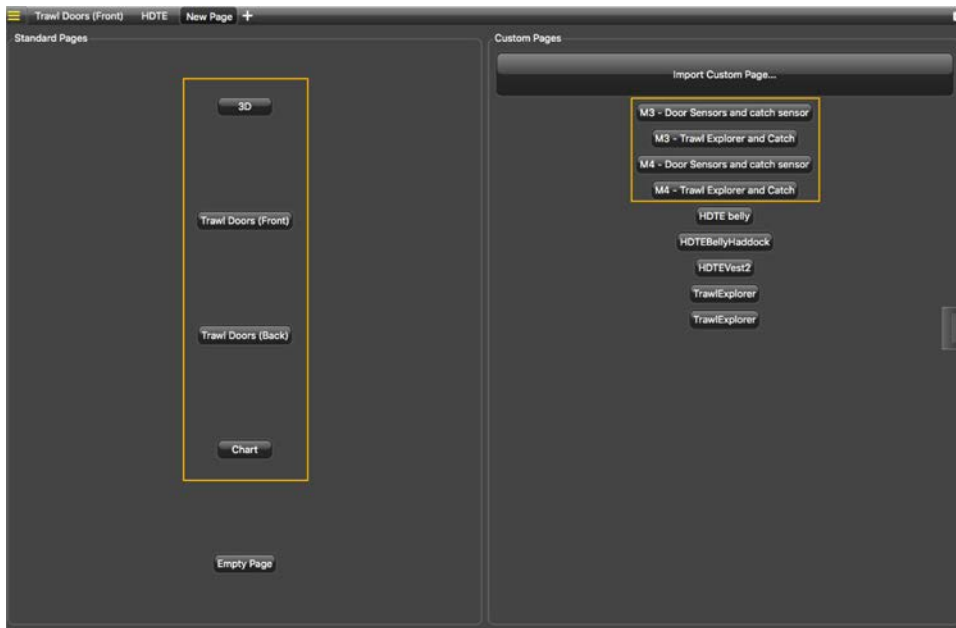 Trawl Doors (Front) HDTE New Page +
Standard Pages
3D
Trawl Doors (Front)
Trawl Doors (Back)
Chart
Empty Page
Custom Pages
Import Custom Page...
M3 - Door Sensors and catch sensor
M3 - Trawl Explorer and Catch
M4 - Door Sensors and catch sensor
M4 - Trawl Explorer and Catch
HDTE belly
HDTEBellyHaddock
HDTEVest2
TrawlExplorer
TrawlExplorer